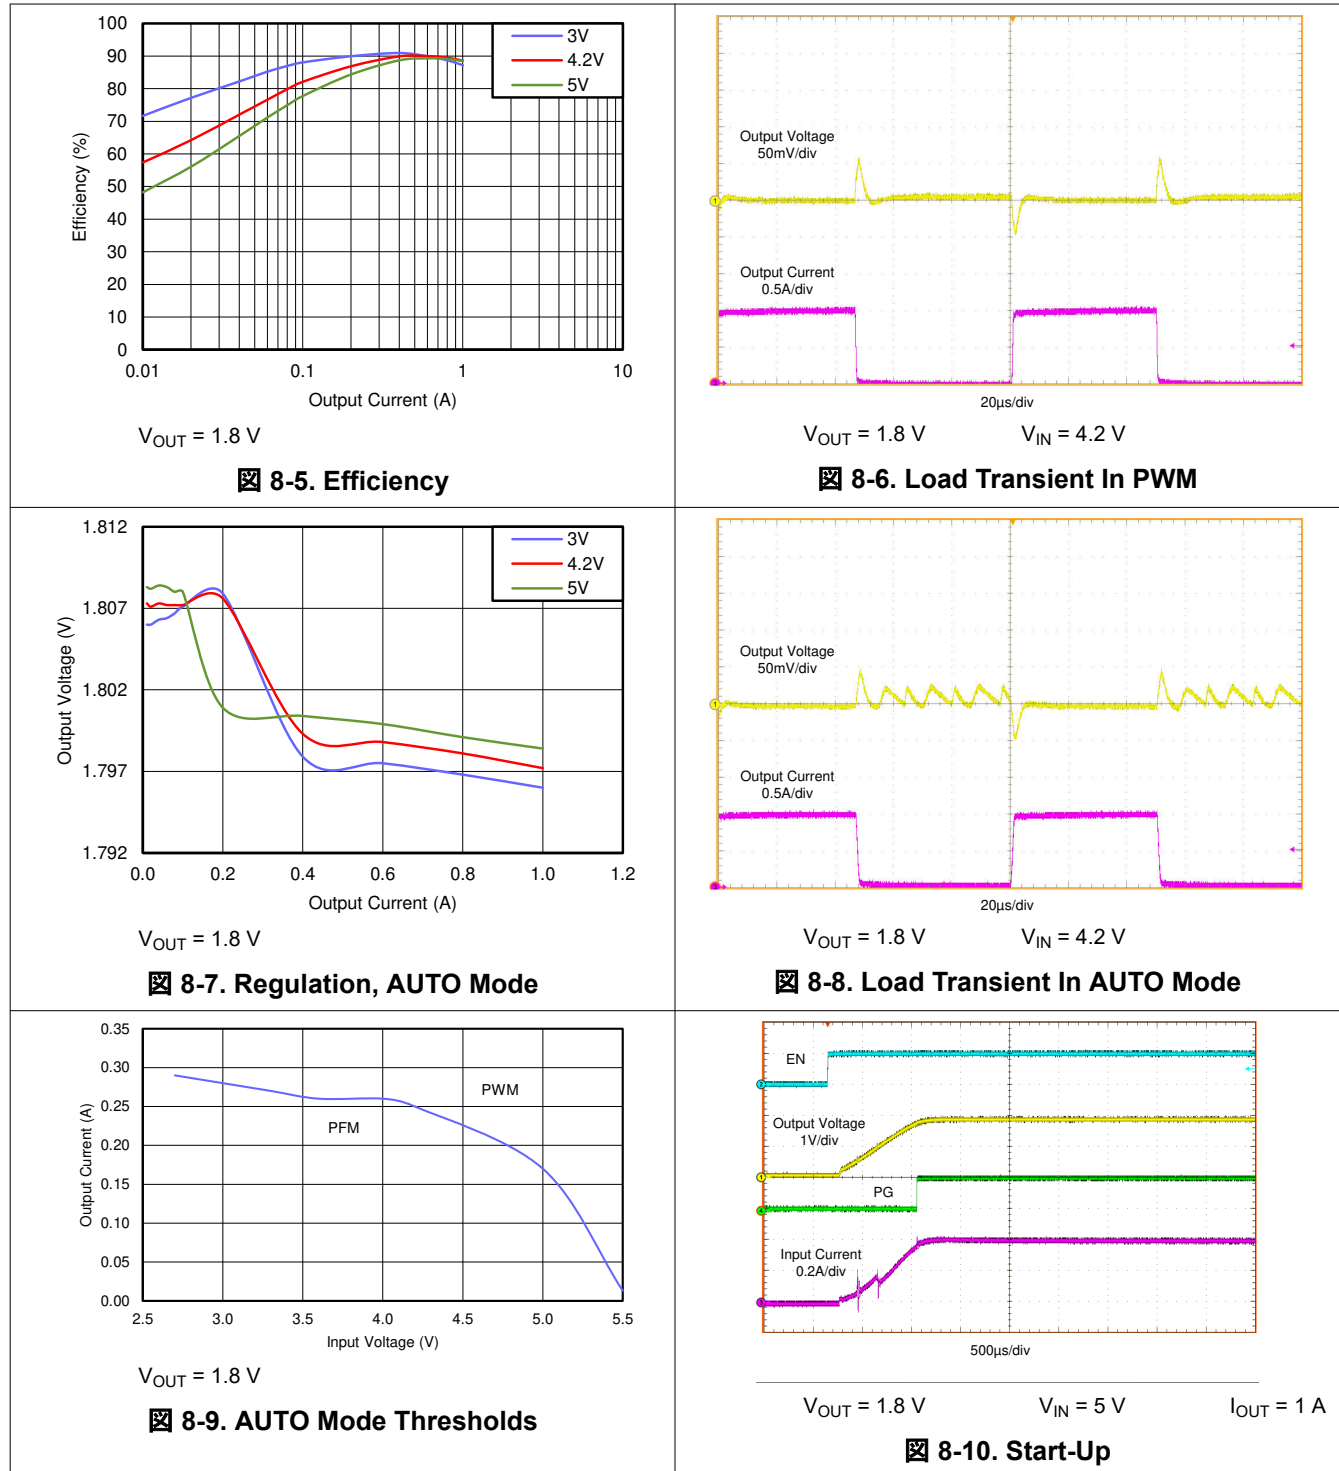 100
90
80
70
60
50
40
30
20
10
0
0.01
0.1
1
10
Efficiency (%)
Output Current (A)
3V
4.2V
5V
VOUT = 1.8 V
図 8-5. Efficiency
Output Voltage
50mV/div
Output Current
0.5A/div
20μs/div
VOUT = 1.8 V VIN = 4.2 V
図 8-6. Load Transient In PWM
1.812
1.807
1.802
1.797
1.792
0.0
0.2
0.4
0.6
0.8
1.0
1.2
Output Voltage (V)
Output Current (A)
3V
4.2V
5V
VOUT = 1.8 V
図 8-7. Regulation, AUTO Mode
Output Voltage
50mV/div
Output Current
0.5A/div
20μs/div
VOUT = 1.8 V VIN = 4.2 V
図 8-8. Load Transient In AUTO Mode
0.35
0.30
0.25
0.20
0.15
0.10
0.05
0.00
2.5
3.0
3.5
4.0
4.5
5.0
5.5
Output Current (A)
Input Voltage (V)
PWM
PFM
VOUT = 1.8 V
図 8-9. AUTO Mode Thresholds
EN
Output Voltage
1V/div
PG
Input Current
0.2A/div
500μs/div
VOUT = 1.8 V VIN = 5 V IOUT = 1 A
図 8-10. Start-Up